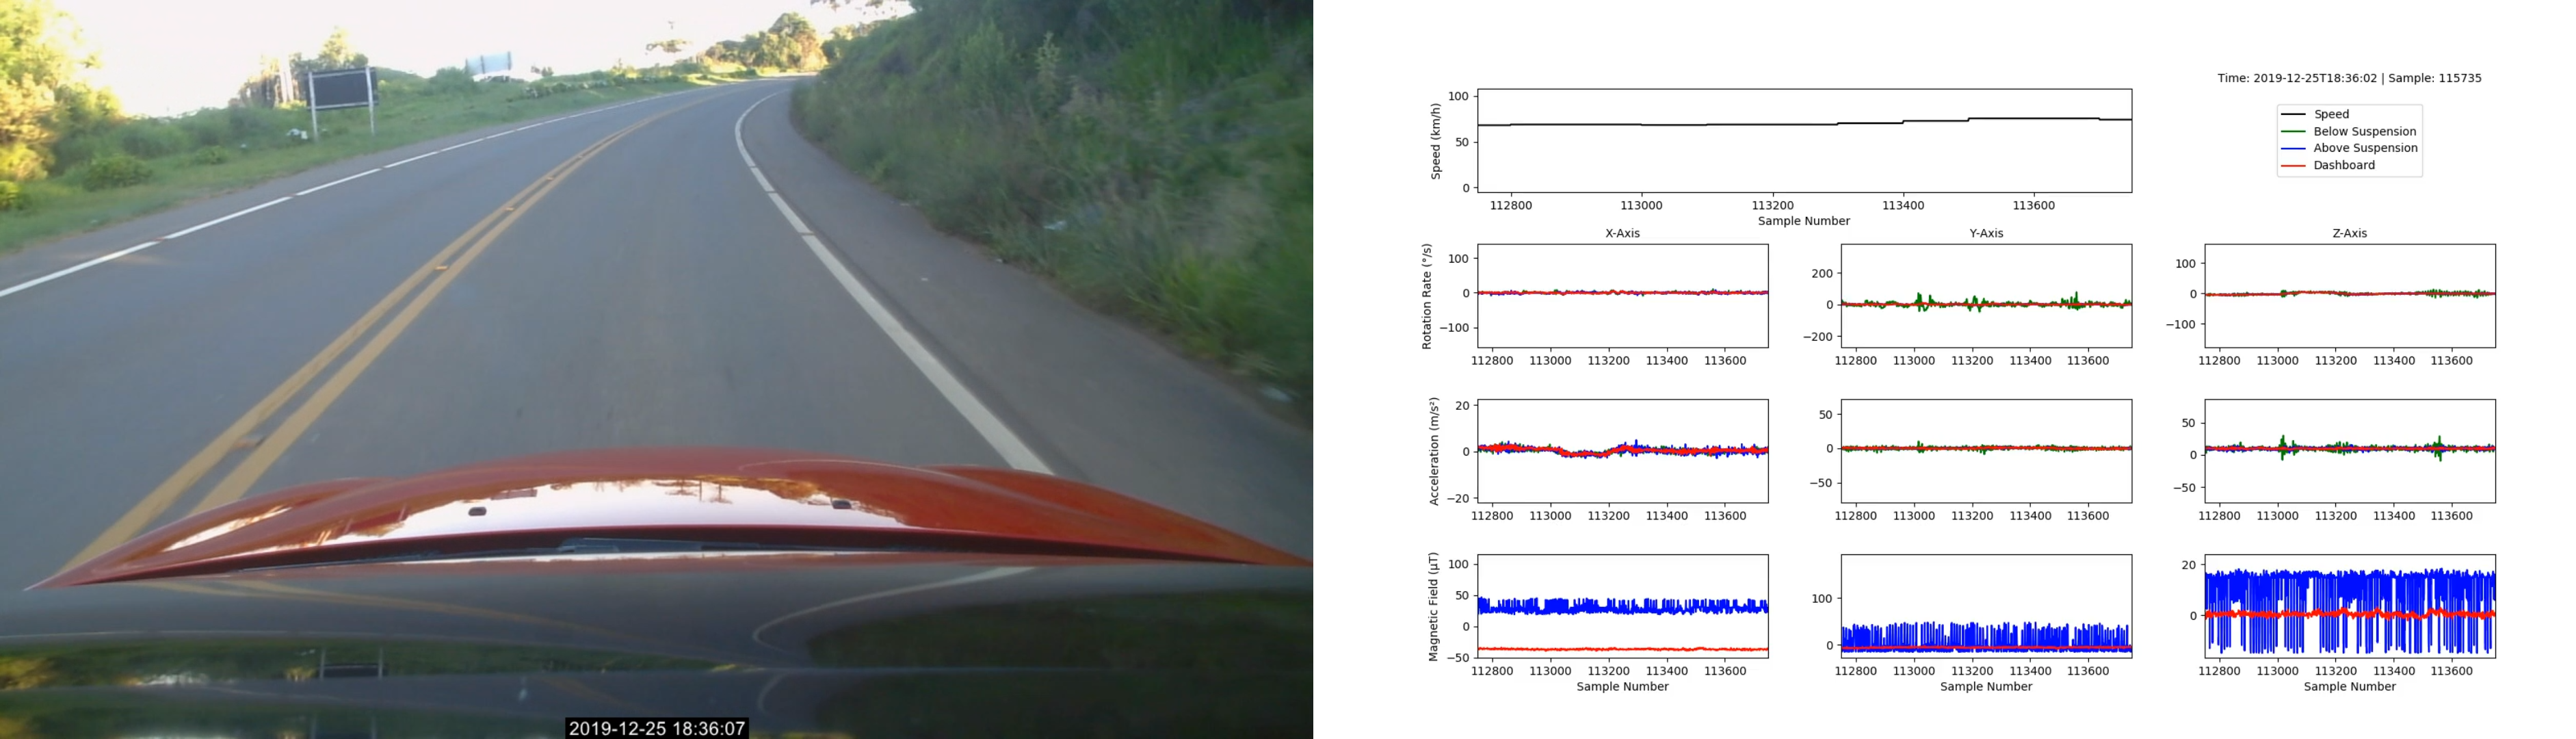 2019-12-25 18:36:07
Time: 2019-12-25T18:36:02 | Sample: 115735
Speed
Below Suspension
Above Suspension
Dashboard
Speed (km/h)
100
50
0
112800 113000 113200 113400 113600
Sample Number
X-Axis Y-Axis Z-Axis
Rotation Rate (°/s)
100
0
−100
112800 113000 113200 113400 113600
200
0
−200
112800 113000 113200 113400 113600
100
0
−100
112800 113000 113200 113400 113600
Acceleration (m/s²)
20
0
−20
112800 113000 113200 113400 113600
50
0
−50
112800 113000 113200 113400 113600
50
0
−50
112800 113000 113200 113400 113600
Magnetic Field (μT)
100
50
0
−50
112800 113000 113200 113400 113600
Sample Number
100
0
112800 113000 113200 113400 113600
Sample Number
20
0
112800 113000 113200 113400 113600
Sample Number